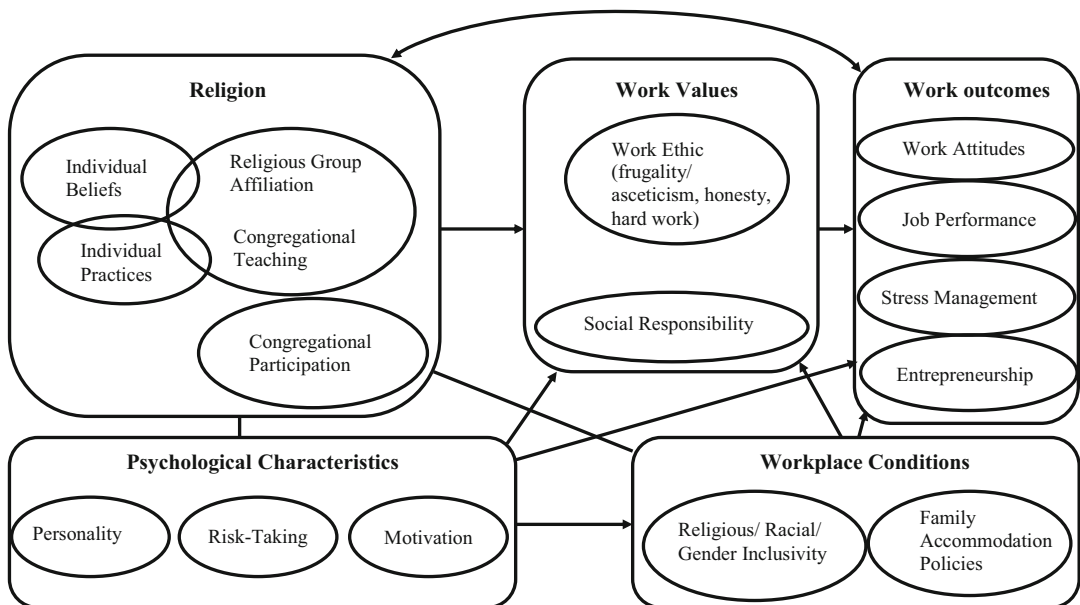 Religion
Individual
Beliefs
Religious Group
Affiliation
Individual
Practices
Congregational
Teaching
Congregational
Participation
Work Values
Work Ethic
(frugality/
asceticism, honesty,
hard work)
Social Responsibility
Work outcomes
Work Attitudes
Job Performance
Stress Management
Entrepreneurship
Psychological Characteristics
Personality
Risk-Taking
Motivation
Workplace Conditions
Religious/ Racial/
Gender Inclusivity
Family
Accommodation
Policies